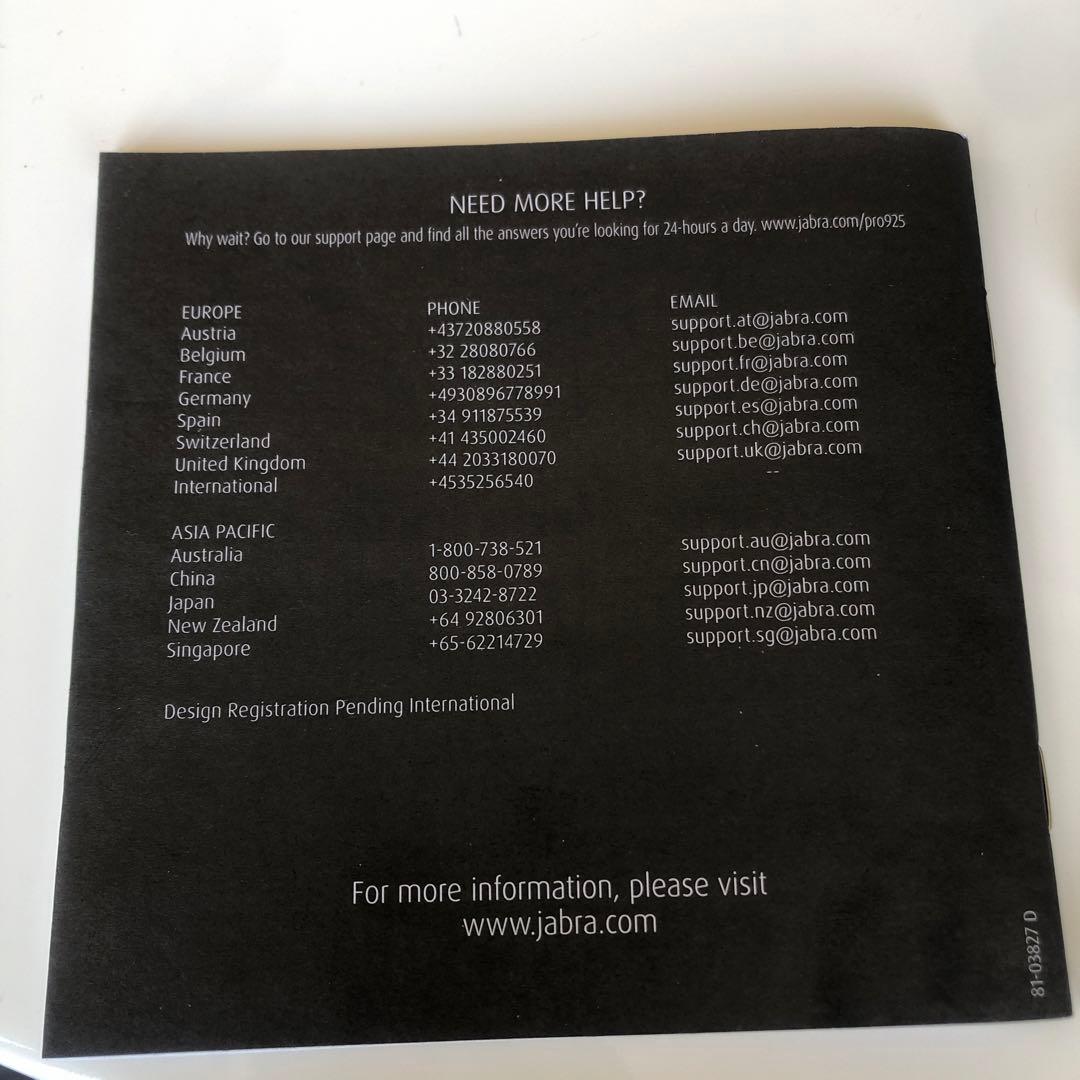 NEED MORE HELP?
Why wait? Go to our support page and find all the answers you're looking for 24-hours a day. www.jabra.com/pro925
EUROPE PHONE EMAIL
Austria +43720880558 support.at@jabra.com
Belgium +32 28080766 support.be@jabra.com
France +33 182880251 support.fr@jabra.com
Germany +4930896778991 support.de@jabra.com
Spain +34 911875539 support.es@jabra.com
Switzerland +41 435002460 support.ch@jabra.com
United Kingdom +44 2033180070 support.uk@jabra.com
International +4535256540 --
ASIA PACIFIC
Australia 1-800-738-521 support.au@jabra.com
China 800-858-0789 support.cn@jabra.com
Japan 03-3242-8722 support.jp@jabra.com
New Zealand +64 92806301 support.nz@jabra.com
Singapore +65-62214729 support.sg@jabra.com
Design Registration Pending International
For more information, please visit
www.jabra.com
81-03827 D